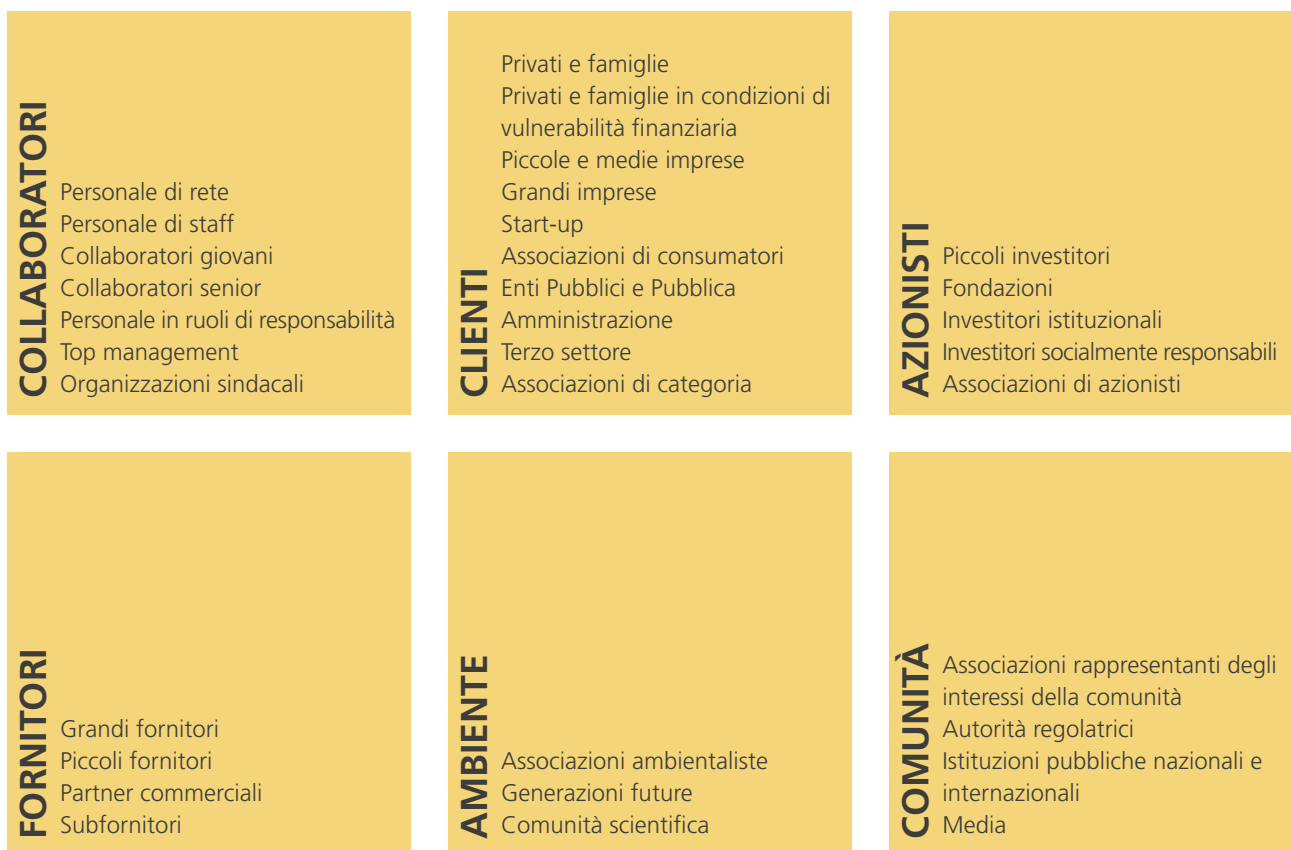 COLLABORATORI
Personale di rete
Personale di staff
Collaboratori giovani
Collaboratori senior
Personale in ruoli di responsabilità
Top management
Organizzazioni sindacali
CLIENTI
Privati e famiglie
Privati e famiglie in condizioni di
vulnerabilità finanziaria
Piccole e medie imprese
Grandi imprese
Start-up
Associazioni di consumatori
Enti Pubblici e Pubblica
Amministrazione
Terzo settore
Associazioni di categoria
AZIONISTI
Piccoli investitori
Fondazioni
Investitori istituzionali
Investitori socialmente responsabili
Associazioni di azionisti
FORNITORI
Grandi fornitori
Piccoli fornitori
Partner commerciali
Subfornitori
AMBIENTE
Associazioni ambientaliste
Generazioni future
Comunità scientifica
COMUNITÀ
Associazioni rappresentanti degli
interessi della comunità
Autorità regolatrici
Istituzioni pubbliche nazionali e
internazionali
Media